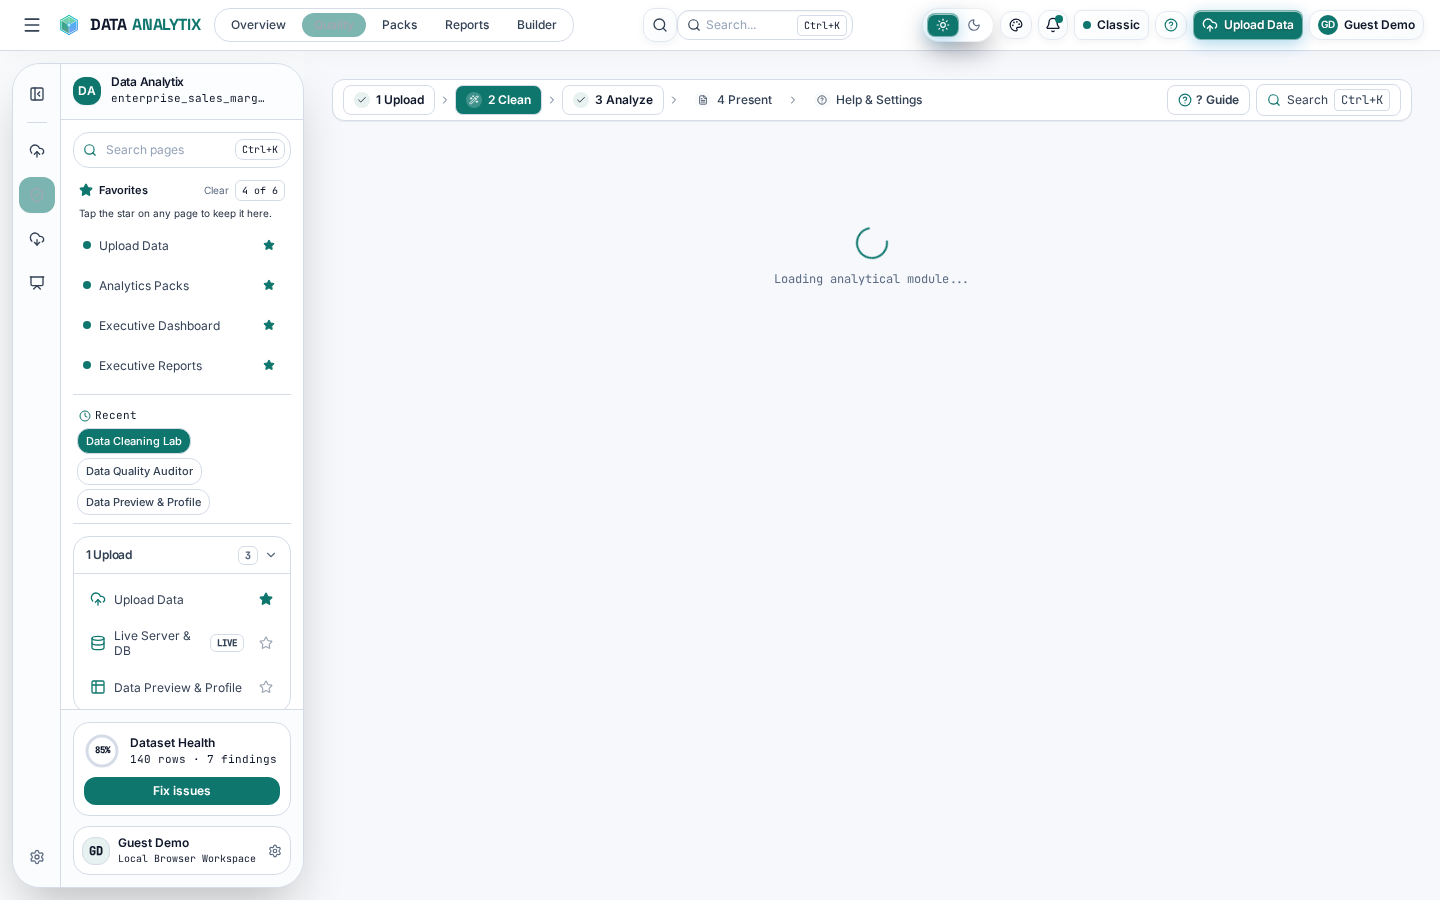 DATA ANALYTIX
Overview
Packs
Reports
Builder
Search...
Ctrl+K
Classic
Upload Data
GD
Guest Demo
DA
Data Analytix
enterprise_sales_marg…
1 Upload
2 Clean
3 Analyze
4 Present
Help & Settings
? Guide
Search
Ctrl+K
Search pages
Ctrl+K
Favorites
Clear
4 of 6
Tap the star on any page to keep it here.
Upload Data
Analytics Packs
Executive Dashboard
Executive Reports
Recent
Data Cleaning Lab
Data Quality Auditor
Data Preview & Profile
1 Upload
3
Upload Data
Live Server &
DB
LIVE
Data Preview & Profile
85%
Dataset Health
140 rows · 7 findings
Fix issues
GD
Guest Demo
Local Browser Workspace
Loading analytical module...